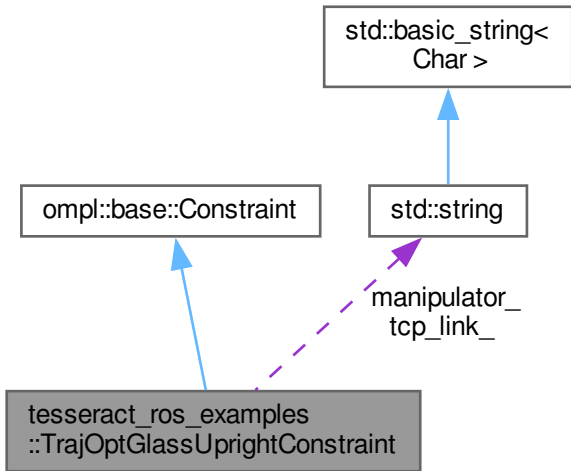 std::basic_string<
Char >
ompl::base::Constraint
std::string
manipulator_
tcp_link_
tesseract_ros_examples
::TrajOptGlassUprightConstraint